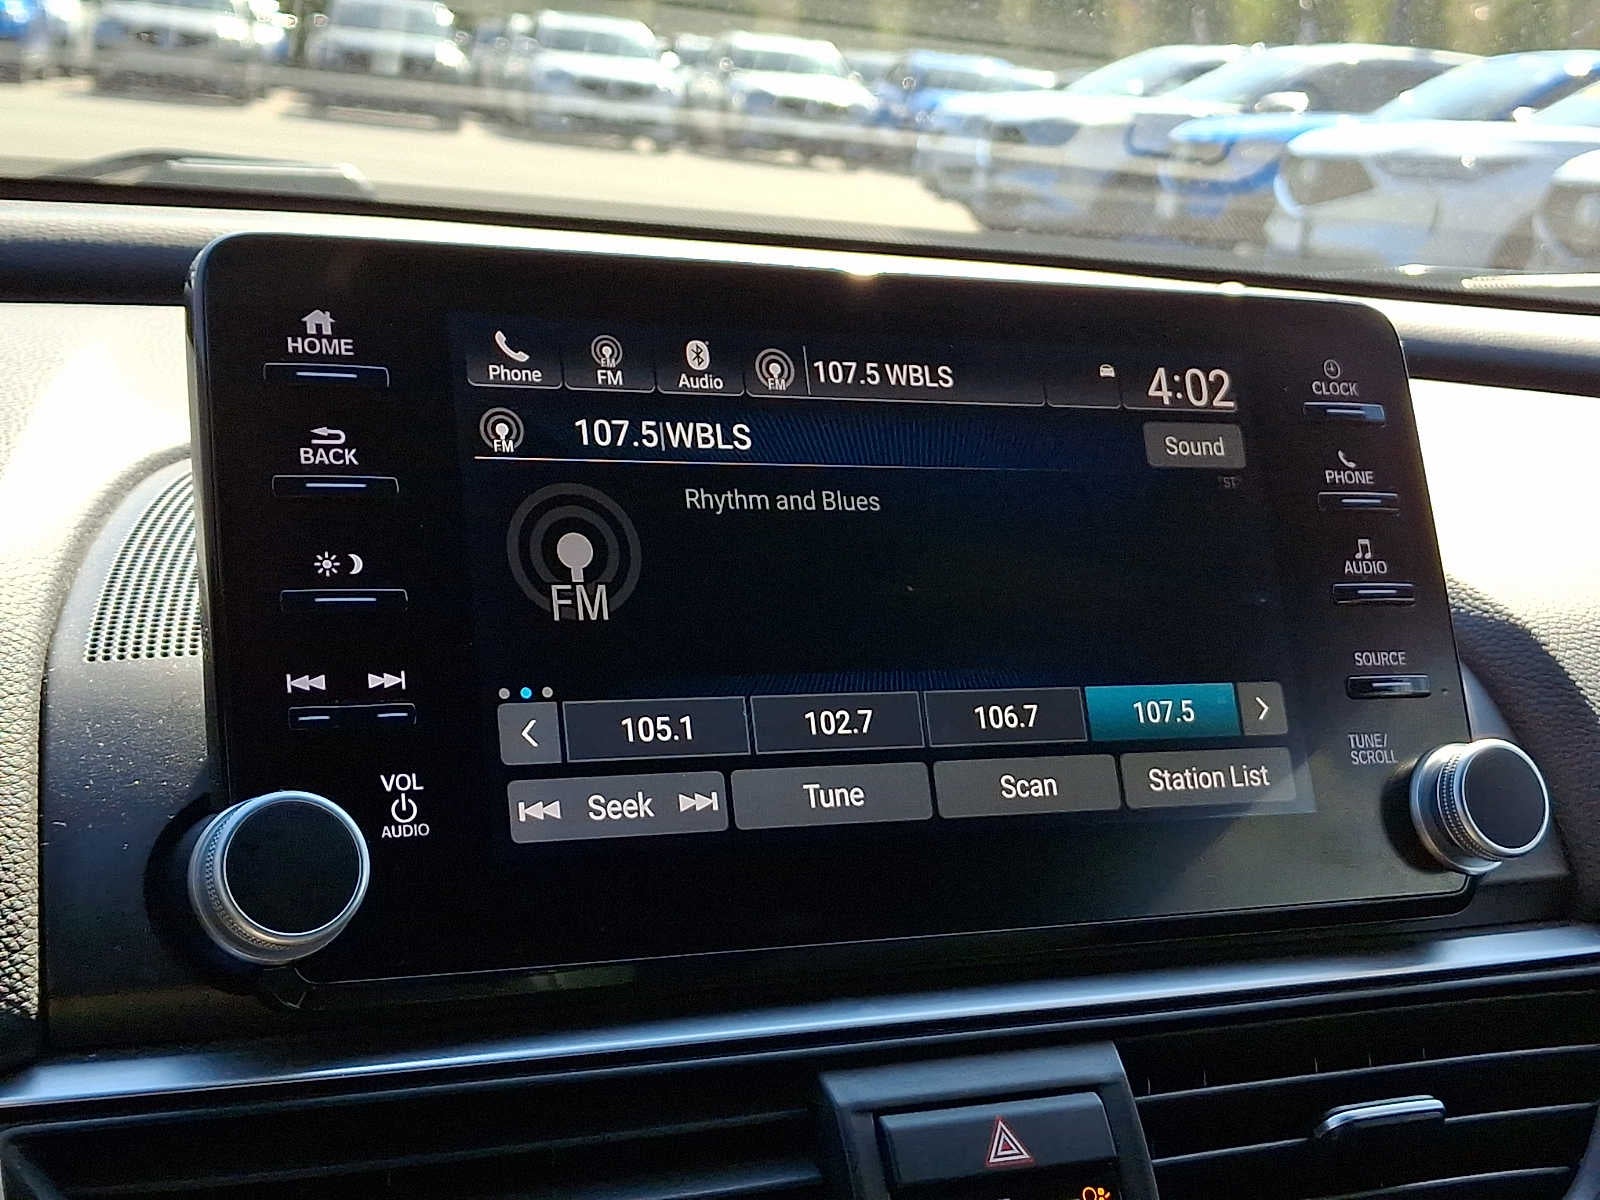 HOME
BACK
VOL
AUDIO
Phone
FM
FM
Audio
FM
107.5 WBLS
4:02
FM
107.5|WBLS
Sound
ST
Rhythm and Blues
FM
105.1
102.7
106.7
107.5
Seek
Tune
Scan
Station List
CLOCK
PHONE
AUDIO
SOURCE
TUNE/
SCROLL